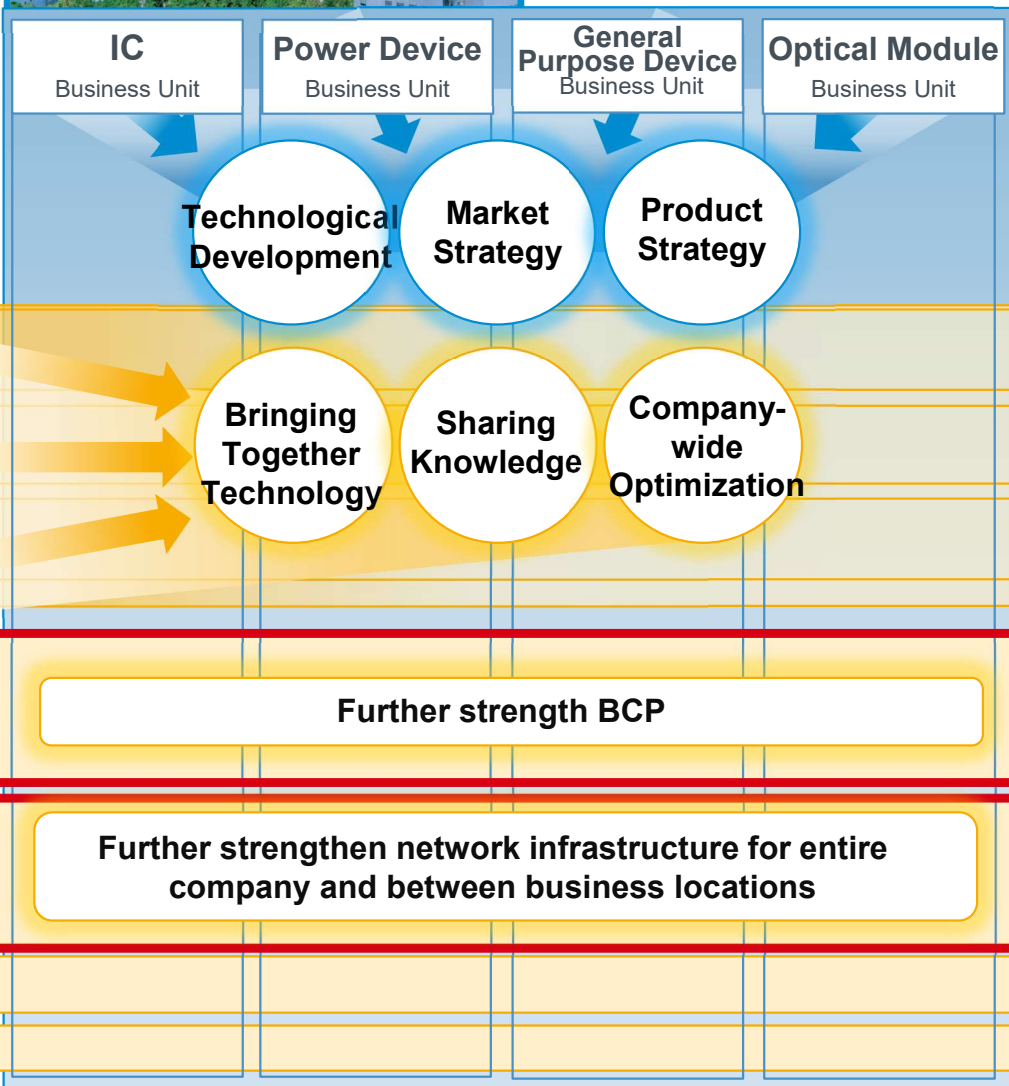 IC
Business Unit
Power Device
Business Unit
General
Purpose Device
Business Unit
Optical Module
Business Unit
Technological
Development
Market
Strategy
Product
Strategy
Bringing
Together
Technology
Sharing
Knowledge
Company-
wide
Optimization
Further strength BCP
Further strengthen network infrastructure for entire
company and between business locations